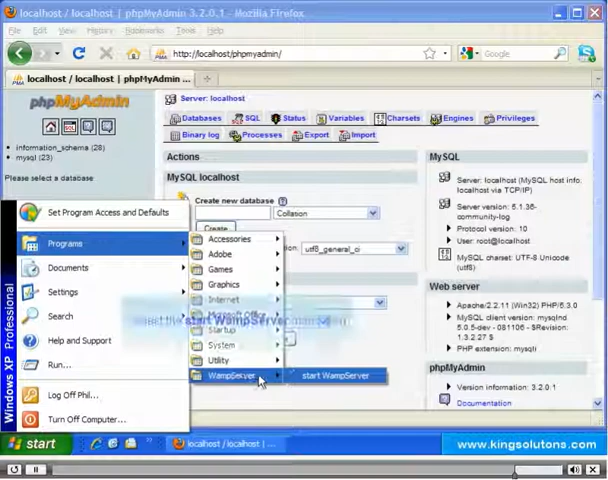 localhost / localhost | phpMyAdmin 3.2.0.1 - Mozilla Firefox
File Edit View History Bookmarks Tools Help
http://localhost/phpmyadmin/
Google
localhost / localhost | phpMyAdmin ...
phpMyAdmin
information_schema (28)
mysql (23)
Please select a database
Server: localhost
Databases SQL Status Variables Charsets Engines Privileges
Binary log Processes Export Import
Actions
MySQL localhost
Create new database
Collation
Create
utf8_general_ci
MySQL
Server: localhost (MySQL host info.
localhost via TCP/IP)
Server version: 5.1.36-
community-log
Protocol version: 10
User: root@localhost
MySQL charset: UTF-8 Unicode
(utf8)
Web server
Apache/2.2.11 (Win32) PHP/5.3.0
MySQL client version: mysqlnd
5.0.5-dev - 081106 - $Revision:
1.3.2.27 $
PHP extension: mysqli
phpMyAdmin
Version information: 3.2.0.1
Documentation
Windows XP Professional
Set Program Access and Defaults
Programs
Documents
Settings
Search
Help and Support
Run...
Log Off Phil...
Turn Off Computer...
Accessories
Adobe
Games
Graphics
Internet
Microsoft Office
Startup
System
Utility
WampServer
start WampServer
start
localhost / localhost | ...
www.kingsolutons.com